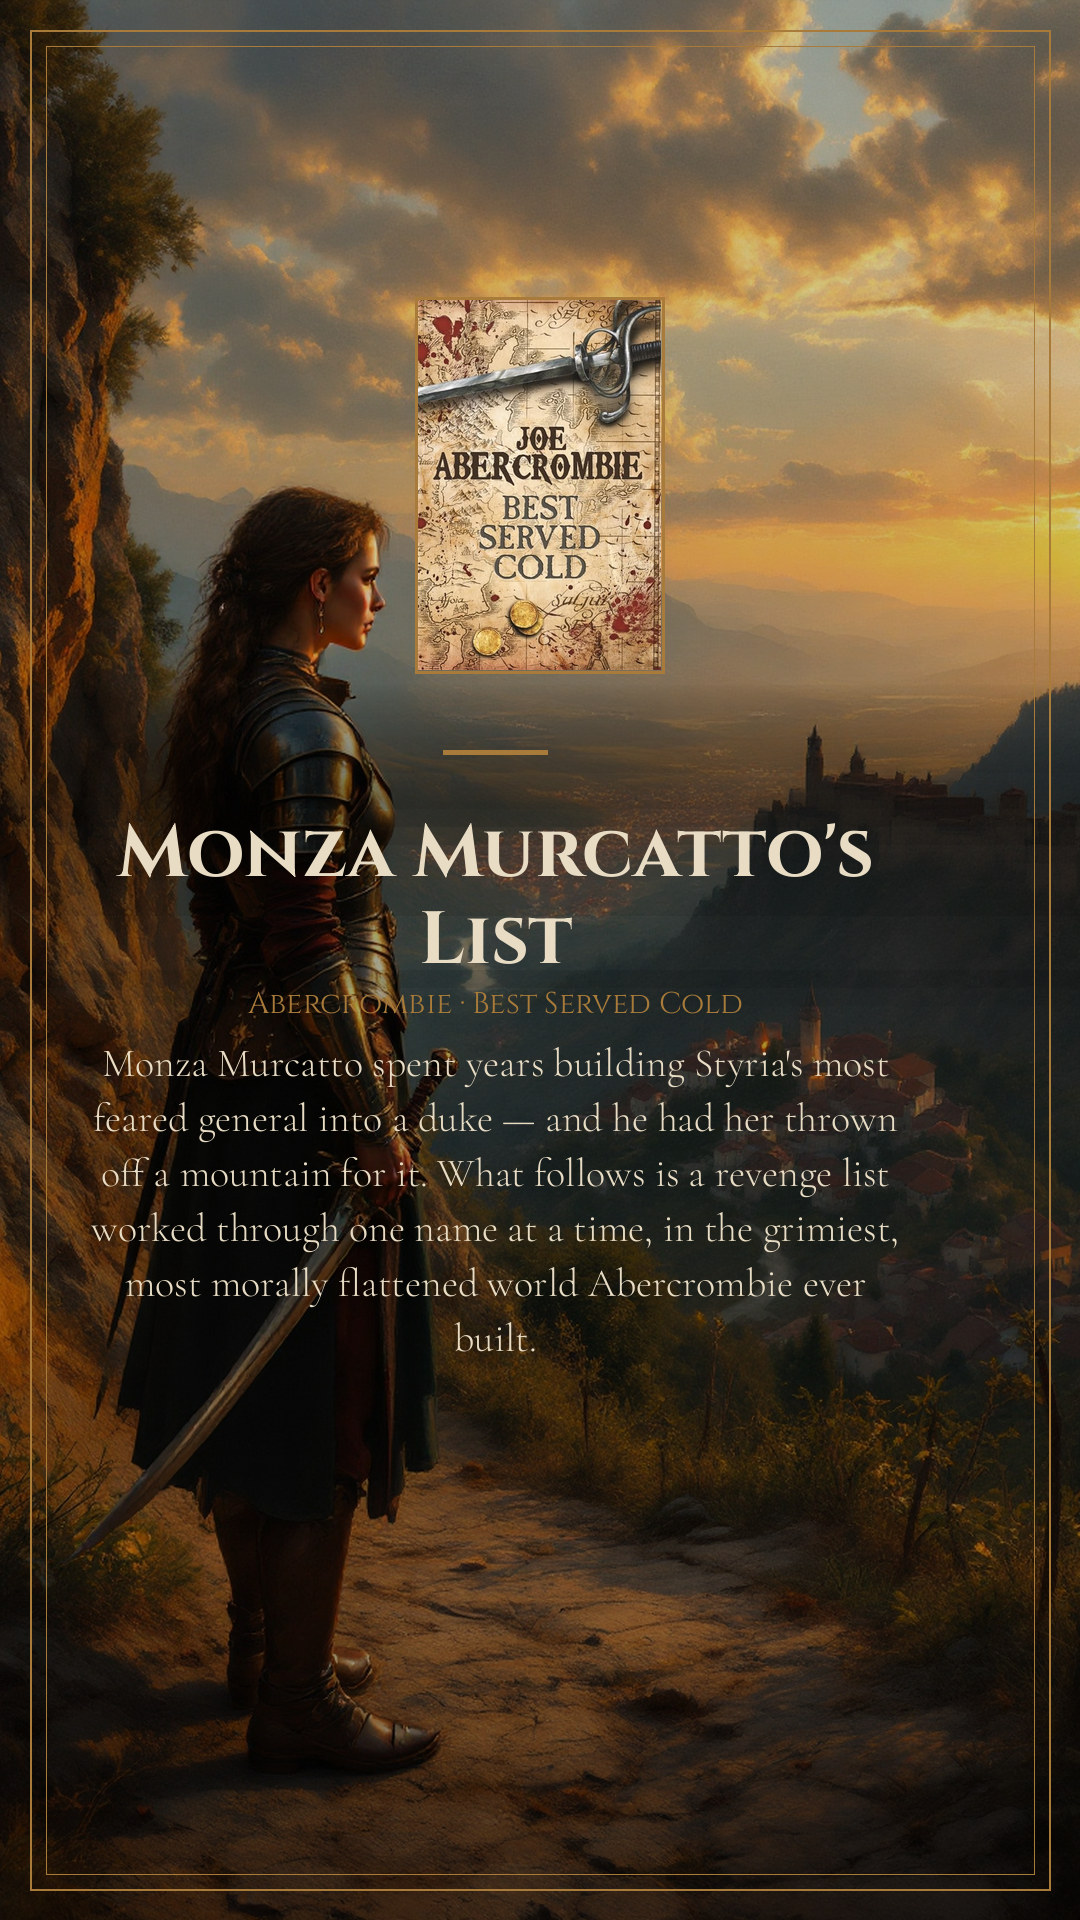 SEA of
JOE
ABERCROMBIE
BEST
SERVED
COLD
Monza Murcatto's
List
Abercrombie · Best Served Cold
Monza Murcatto spent years building Styria's most
feared general into a duke — and he had her thrown
off a mountain for it. What follows is a revenge list
worked through one name at a time, in the grimiest,
most morally flattened world Abercrombie ever
built.